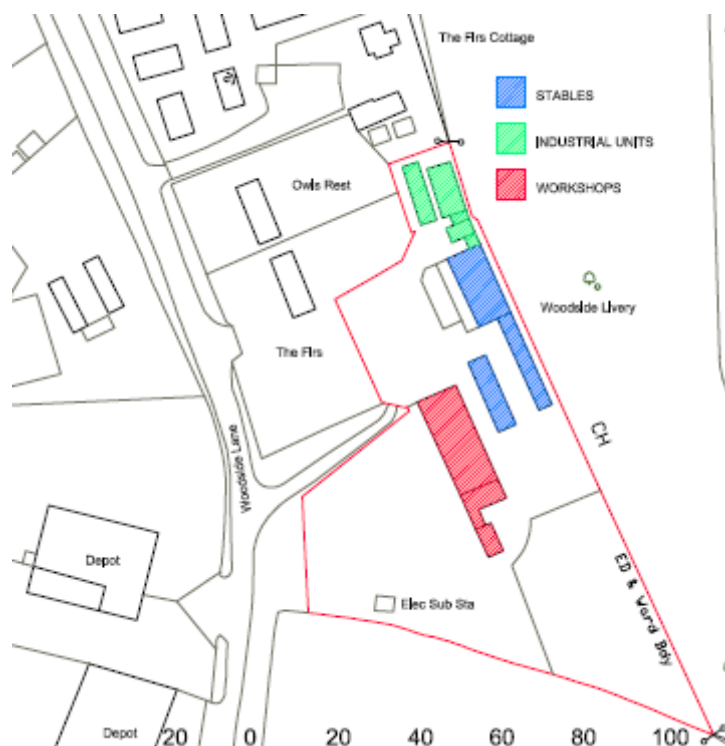 The Firs Cottage
STABLES
INDUSTRIAL UNITS
WORKSHOPS
Owls Rest
Woodside Livery
The Firs
CH
Woodside Lane
Depot
Elec Sub Sta
ED & Ward Bdy
Depot
20 0 20 40 60 80 100